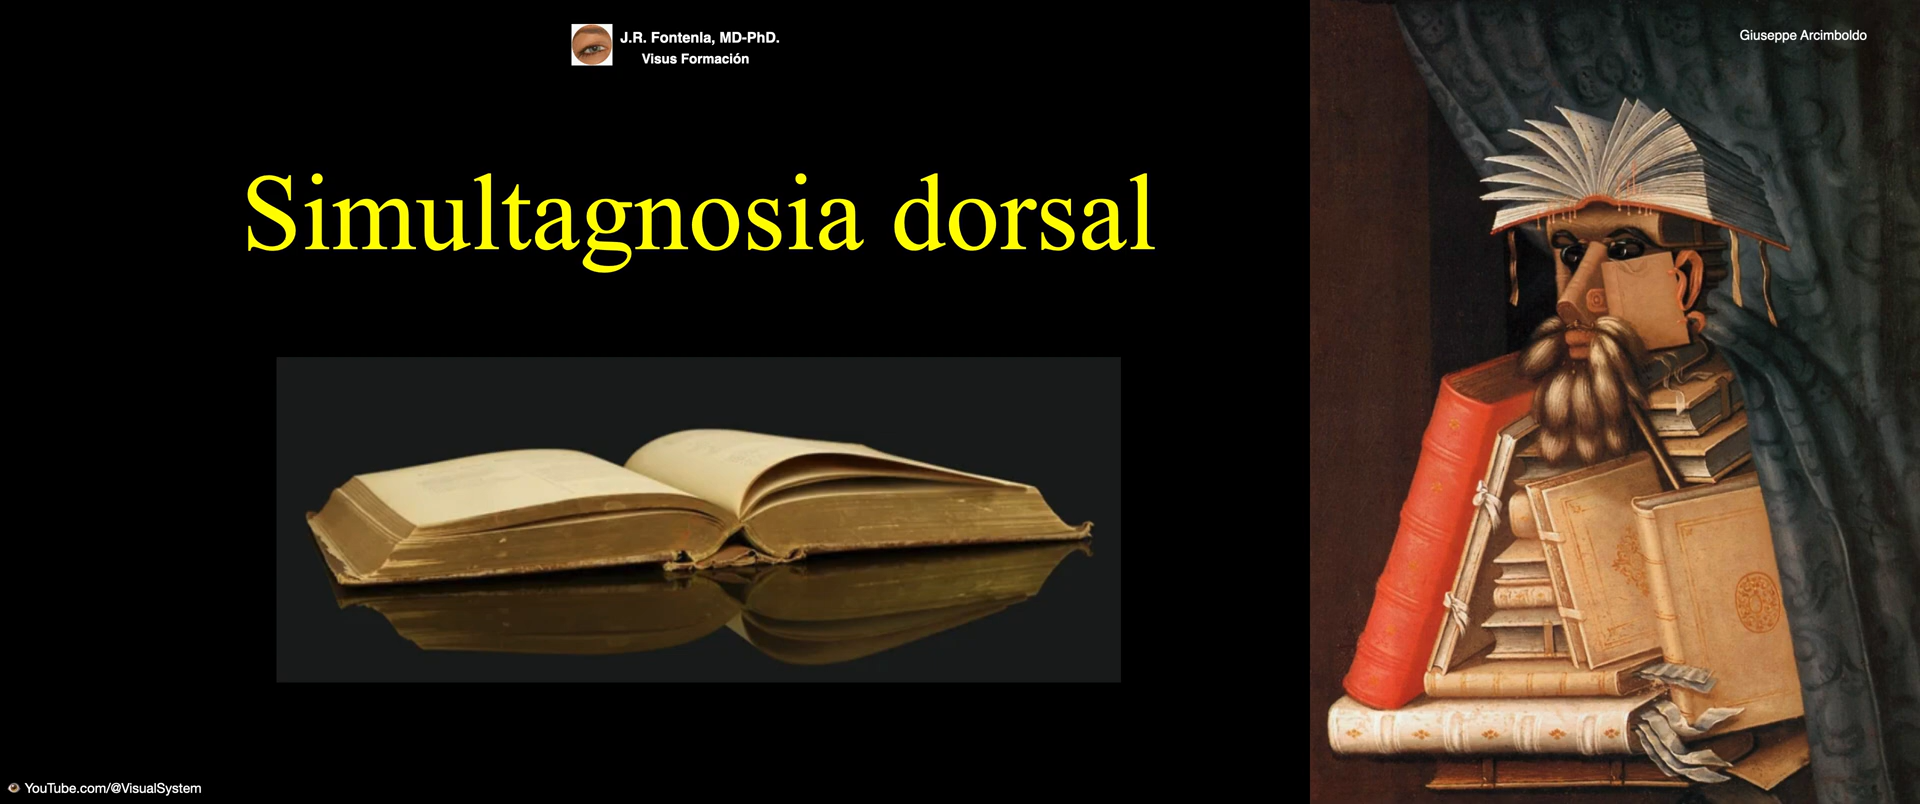 J.R. Fontenla, MD-PhD.
Visus Formación
Giuseppe Arcimboldo
Simultagnosia dorsal
YouTube.com/@VisualSystem